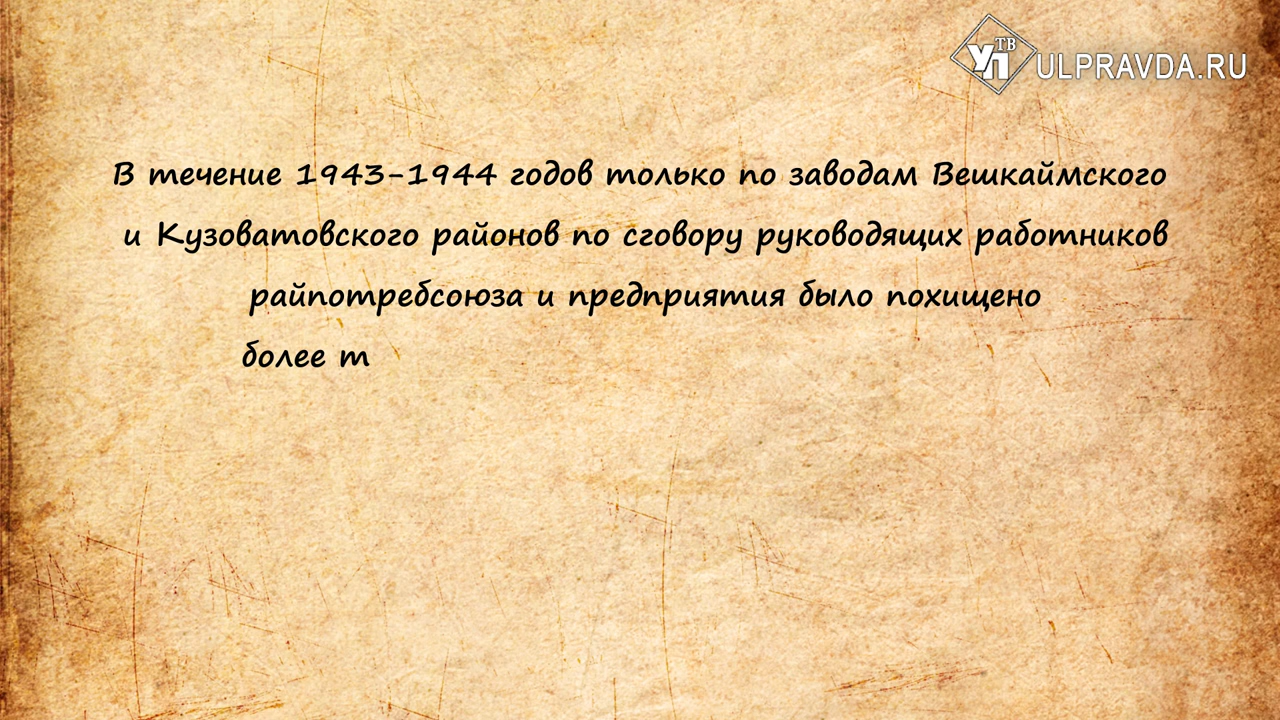 УП ТВ ULPRAVDA.RU
В течение 1943-1944 годов только по заводам Вешкаймского
и Кузоватовского районов по сговору руководящих работников
райпотребсоюза и предприятия было похищено
более т